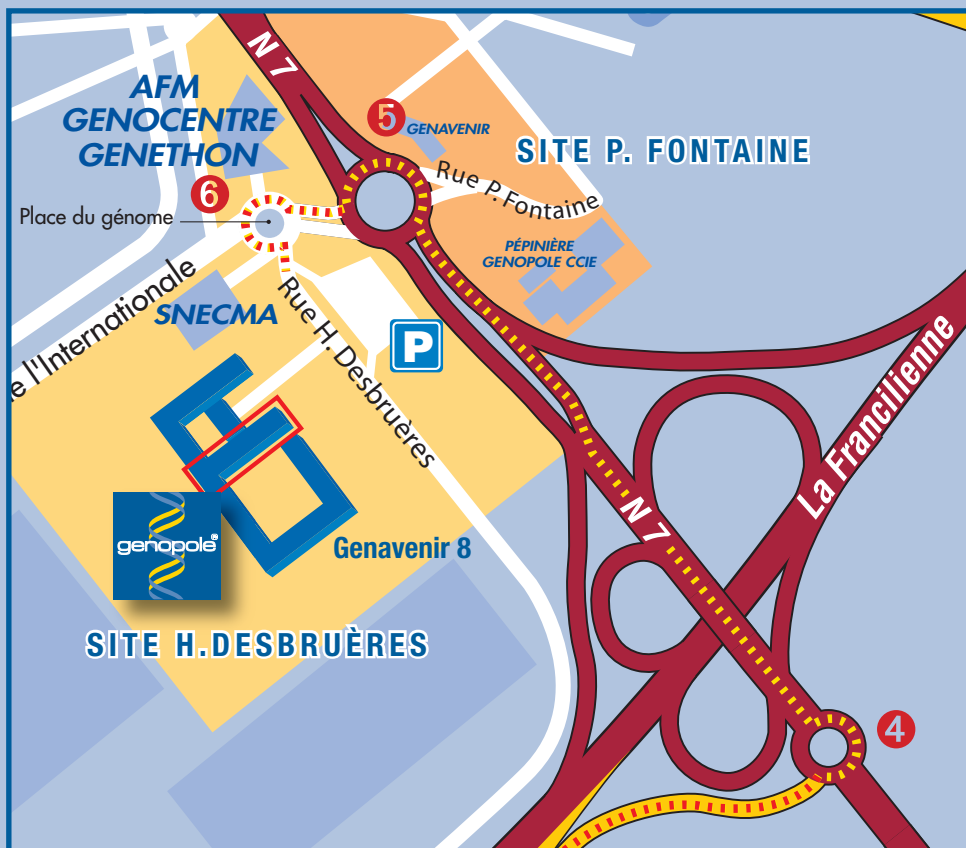 N 7
AFM
GENOCENTRE
GENETHON
5
GENAVENIR
SITE P. FONTAINE
Rue P. Fontaine
6
Place du génome
PÉPINIÈRE
GENOPOLE CCIE
SNECMA
e l'Internationale
Rue H. Desbruères
P
La Francilienne
N 7
genopole®
Genavenir 8
SITE H.DESBRUÈRES
4